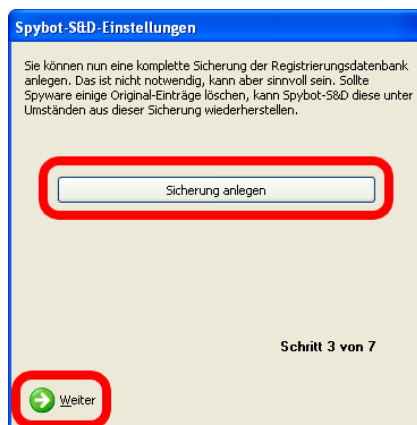 Spybot-S&D-Einstellungen
Sie können nun eine komplette Sicherung der Registrierungsdatenbank
anlegen. Das ist nicht notwendig, kann aber sinnvoll sein. Sollte
Spyware einige Original-Einträge löschen, kann Spybot-S&D diese unter
Umständen aus dieser Sicherung wiederherstellen.
Sicherung anlegen
Schritt 3 von 7
Weiter